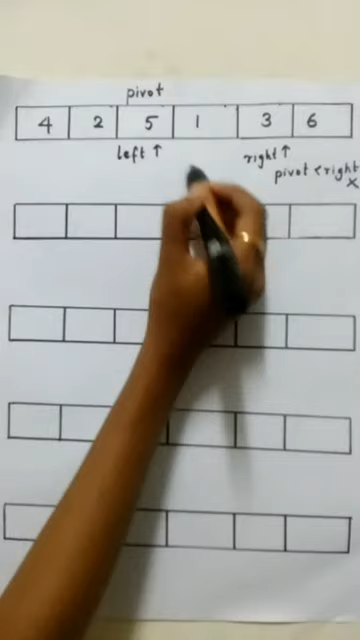 pivot
4 2 5 1 3 6
left ↑ right ↑
pivot < right
×